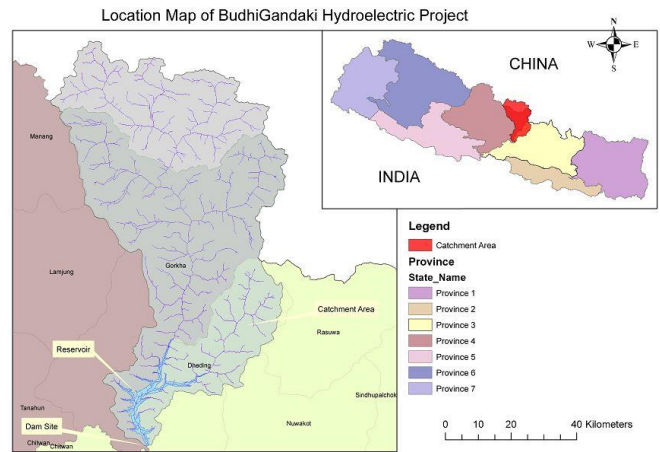 Location Map of BudhiGandaki Hydroelectric Project
N
W E
S
CHINA
INDIA
Manang
Lamjung
Gorkha
Catchment Area
Rasuwa
Reservoir
Dhading
Sindhupalchok
Tanahun
Dam Site
Nuwakot
Chitwan
Chitwan
Legend
Catchment Area
Province
State_Name
Province 1
Province 2
Province 3
Province 4
Province 5
Province 6
Province 7
0 10 20 40 Kilometers